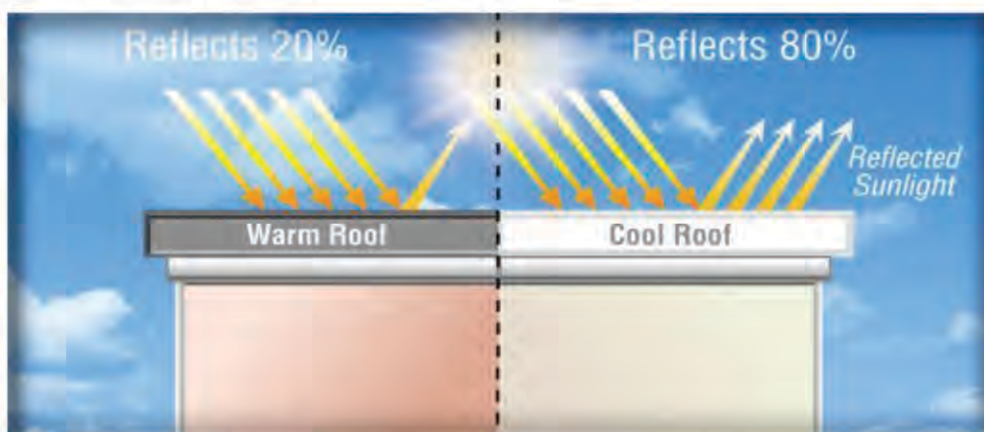 Reflects 20%
Reflects 80%
Reflected
Sunlight
Warm Roof
Cool Roof